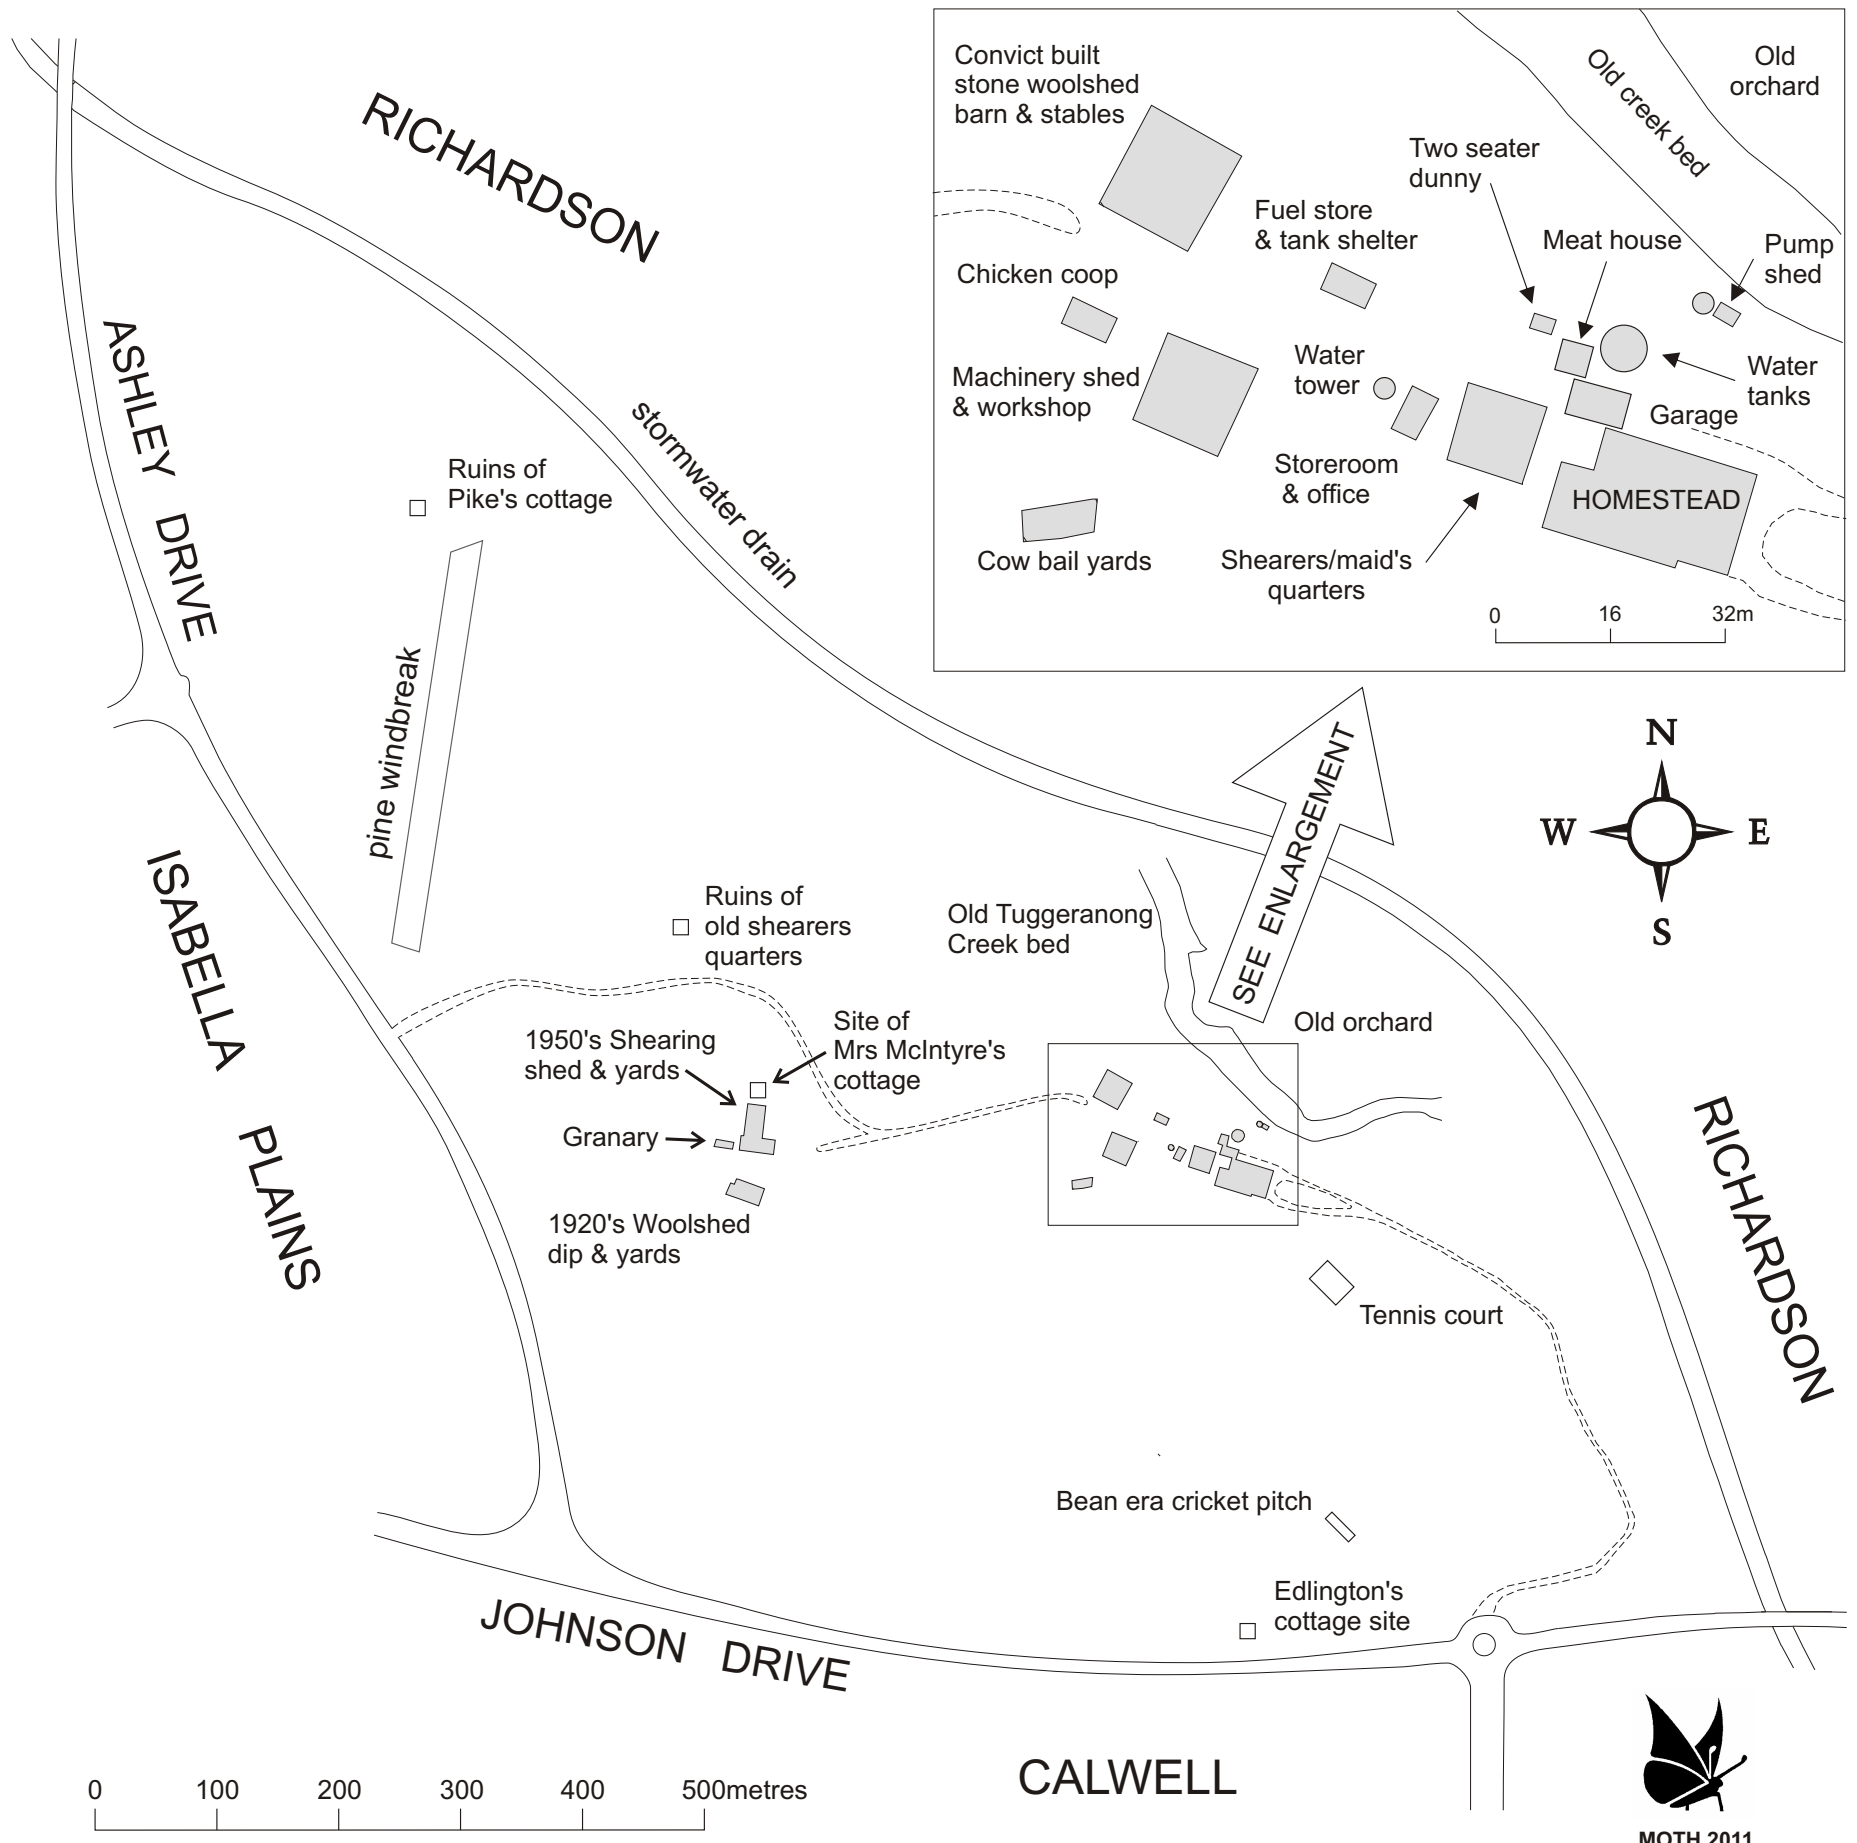 RICHARDSON
ASHLEY DRIVE
stormwater drain
Ruins of
Pike's cottage
pine windbreak
ISABELLA PLAINS
Convict built
stone woolshed
barn & stables
Old creek bed
Old
orchard
Two seater
dunny
Fuel store
& tank shelter
Meat house
Pump
shed
Chicken coop
Water
tower
Machinery shed
& workshop
Water
tanks
Garage
Storeroom
& office
HOMESTEAD
Cow bail yards
Shearers/maid's
quarters
0 16 32m
SEE ENLARGEMENT
N
W E
S
Ruins of
old shearers
quarters
Old Tuggeranong
Creek bed
Old orchard
1950's Shearing
shed & yards
Site of
Mrs McIntyre's
cottage
Granary
1920's Woolshed
dip & yards
RICHARDSON
Tennis court
Bean era cricket pitch
Edlington's
cottage site
JOHNSON DRIVE
CALWELL
0 100 200 300 400 500metres
MOTH 2011